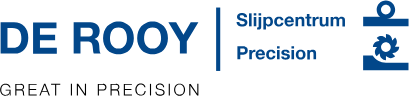 DE ROOY
Slijpcentrum
Precision
GREAT IN PRECISION